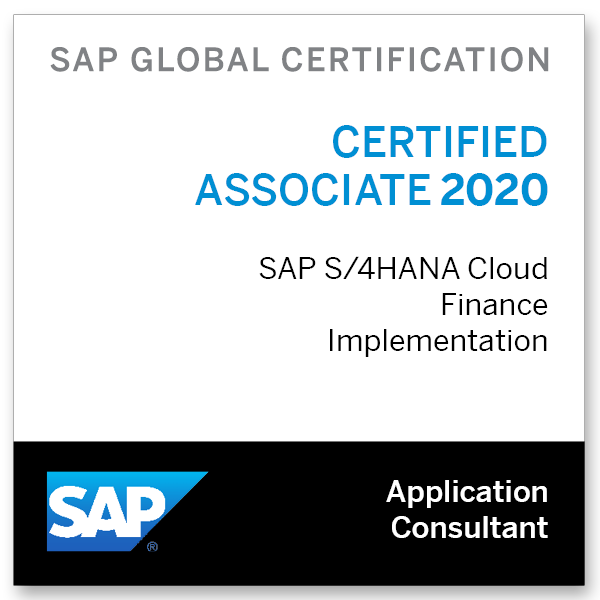 SAP GLOBAL CERTIFICATION
CERTIFIED
ASSOCIATE 2020
SAP S/4HANA Cloud
Finance
Implementation
SAP®
Application
Consultant